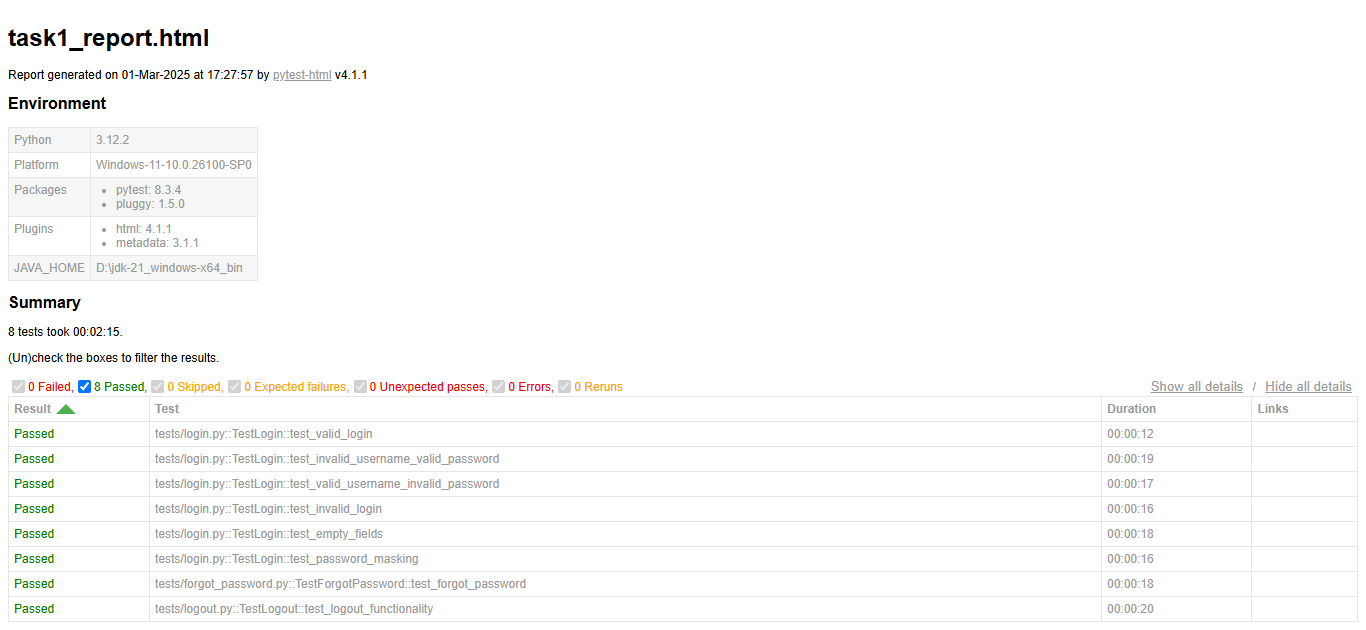 task1_report.html
Report generated on 01-Mar-2025 at 17:27:57 by pytest-html v4.1.1
Environment
Python 3.12.2
Platform Windows-11-10.0.26100-SP0
Packages
• pytest: 8.3.4
• pluggy: 1.5.0
Plugins
• html: 4.1.1
• metadata: 3.1.1
JAVA_HOME D:\jdk-21_windows-x64_bin
Summary
8 tests took 00:02:15.
(Un)check the boxes to filter the results.
0 Failed, 8 Passed, 0 Skipped, 0 Expected failures, 0 Unexpected passes, 0 Errors, 0 Reruns Show all details / Hide all details
Result Test Duration Links
Passed tests/login.py::TestLogin::test_valid_login 00:00:12
Passed tests/login.py::TestLogin::test_invalid_username_valid_password 00:00:19
Passed tests/login.py::TestLogin::test_valid_username_invalid_password 00:00:17
Passed tests/login.py::TestLogin::test_invalid_login 00:00:16
Passed tests/login.py::TestLogin::test_empty_fields 00:00:18
Passed tests/login.py::TestLogin::test_password_masking 00:00:16
Passed tests/forgot_password.py::TestForgotPassword::test_forgot_password 00:00:18
Passed tests/logout.py::TestLogout::test_logout_functionality 00:00:20